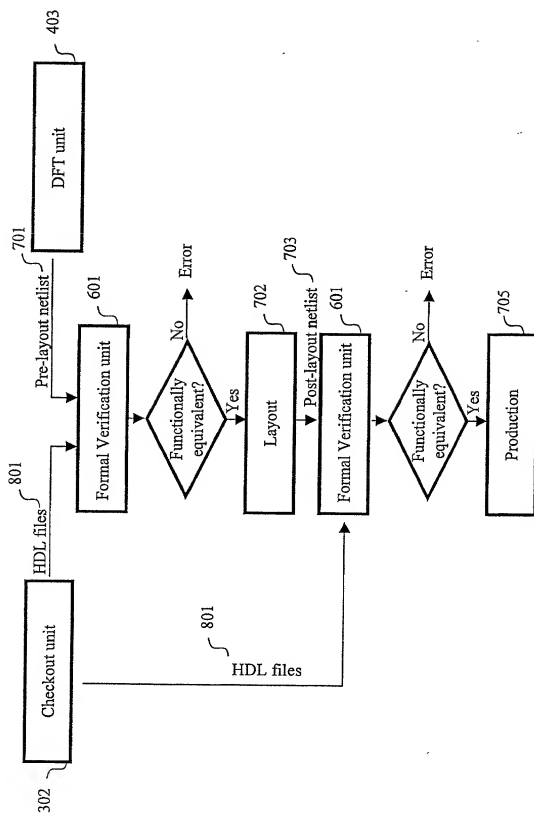 302
Checkout unit
801
HDL files
801
HDL files
403
DFT unit
701
Pre-layout netlist
601
Formal Verification unit
Functionally
equivalent?
No
Error
Yes
702
Layout
703
Post-layout netlist
601
Formal Verification unit
Functionally
equivalent?
No
Error
Yes
705
Production